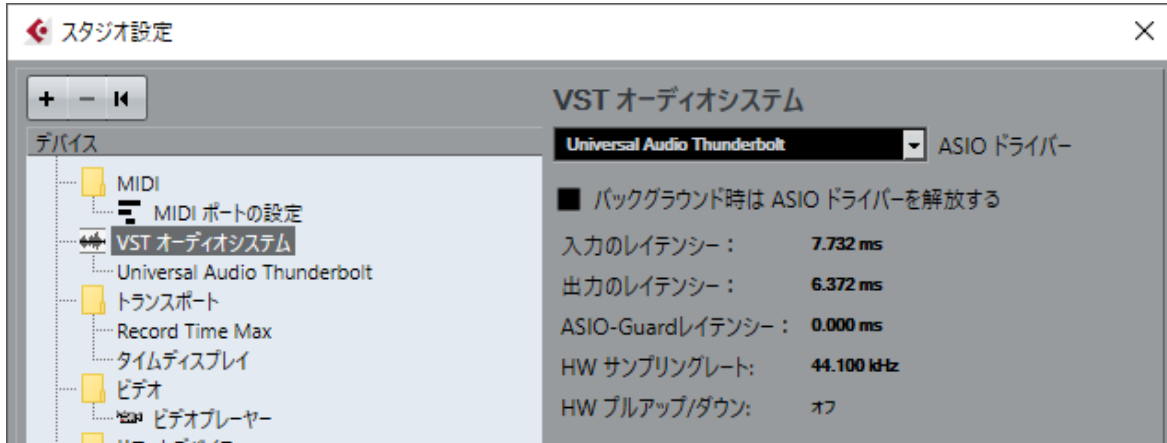 スタジオ設定
VST オーディオシステム
デバイス
Universal Audio Thunderbolt ASIO ドライバー
MIDI
MIDI ポートの設定
VST オーディオシステム
Universal Audio Thunderbolt
トランスポート
Record Time Max
タイムディスプレイ
ビデオ
ビデオプレーヤー
バックグラウンド時は ASIO ドライバーを解放する
入力のレイテンシー： 7.732 ms
出力のレイテンシー： 6.372 ms
ASIO-Guardレイテンシー： 0.000 ms
HW サンプリングレート: 44.100 kHz
HW プルアップ/ダウン: オフ